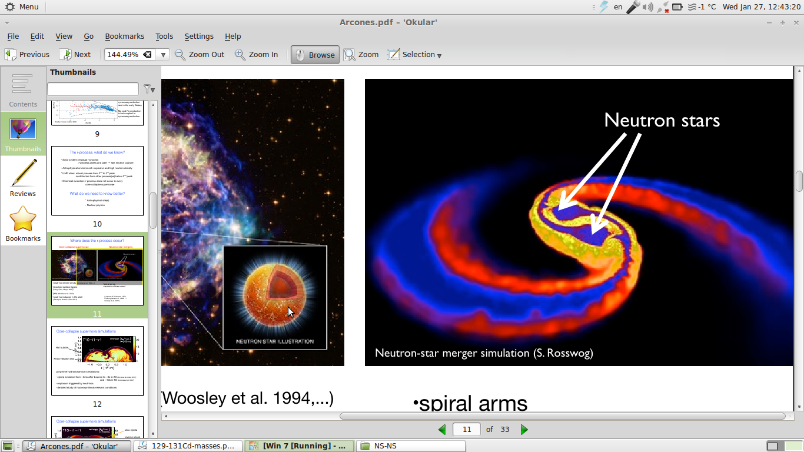 Menu
en
-1 °C
Wed Jan 27, 12:43:20
Arcones.pdf – 'Okular'
File Edit View Go Bookmarks Tools Settings Help
Previous Next 144.49% Zoom Out Zoom In Browse Zoom Selection
Contents
Thumbnails
Reviews
Bookmarks
Thumbnails
9
10
11
12
NEUTRON STAR ILLUSTRATION
Neutron stars
Neutron-star merger simulation (S. Rosswog)
(Woosley et al. 1994,...)
•spiral arms
11 of 33
Arcones.pdf – 'Okular'
129-131Cd-masses.p...
[Win 7 [Running] - ...
NS-NS